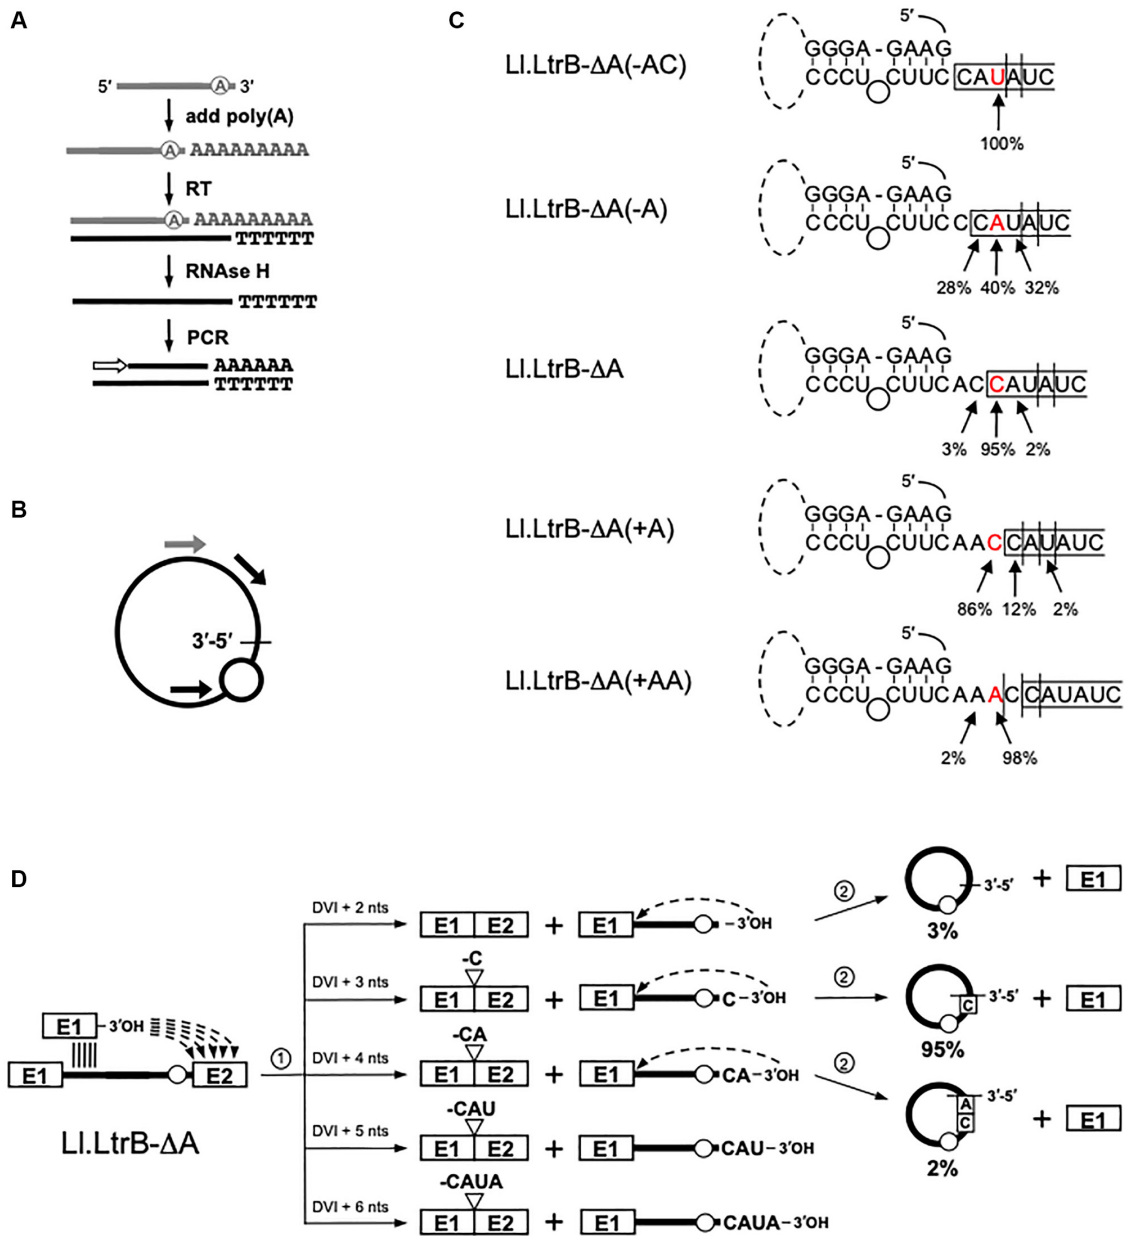 A
5′ A 3′
add poly(A)
A AAAAAAAAA
RT
A AAAAAAAAA
TTTTTT
RNAse H
TTTTTT
PCR
AAAAAA
TTTTTT
B
3′-5′
C
Ll.LtrB-ΔA(-AC)
5′
GGGA-GAAG
CCCU CUUC CAUAUC
100%
Ll.LtrB-ΔA(-A)
5′
GGGA-GAAG
CCCU CUUCC CAUAUC
28% 40% 32%
Ll.LtrB-ΔA
5′
GGGA-GAAG
CCCU CUUCAC CAUAUC
3% 95% 2%
Ll.LtrB-ΔA(+A)
5′
GGGA-GAAG
CCCU CUUCAAC CAUAUC
86% 12% 2%
Ll.LtrB-ΔA(+AA)
5′
GGGA-GAAG
CCCU CUUCAAAC CAUAUC
2% 98%
D
E1 -3′OH
E1 E2
Ll.LtrB-ΔA
1
DVI + 2 nts
E1 E2 + E1 -3′OH
2
3′-5′ + E1
3%
DVI + 3 nts
-C
E1 E2 + E1 C-3′OH
2
C 3′-5′ + E1
95%
DVI + 4 nts
-CA
E1 E2 + E1 CA-3′OH
2
A 3′-5′
C + E1
2%
DVI + 5 nts
-CAU
E1 E2 + E1 CAU-3′OH
DVI + 6 nts
-CAUA
E1 E2 + E1 CAUA-3′OH